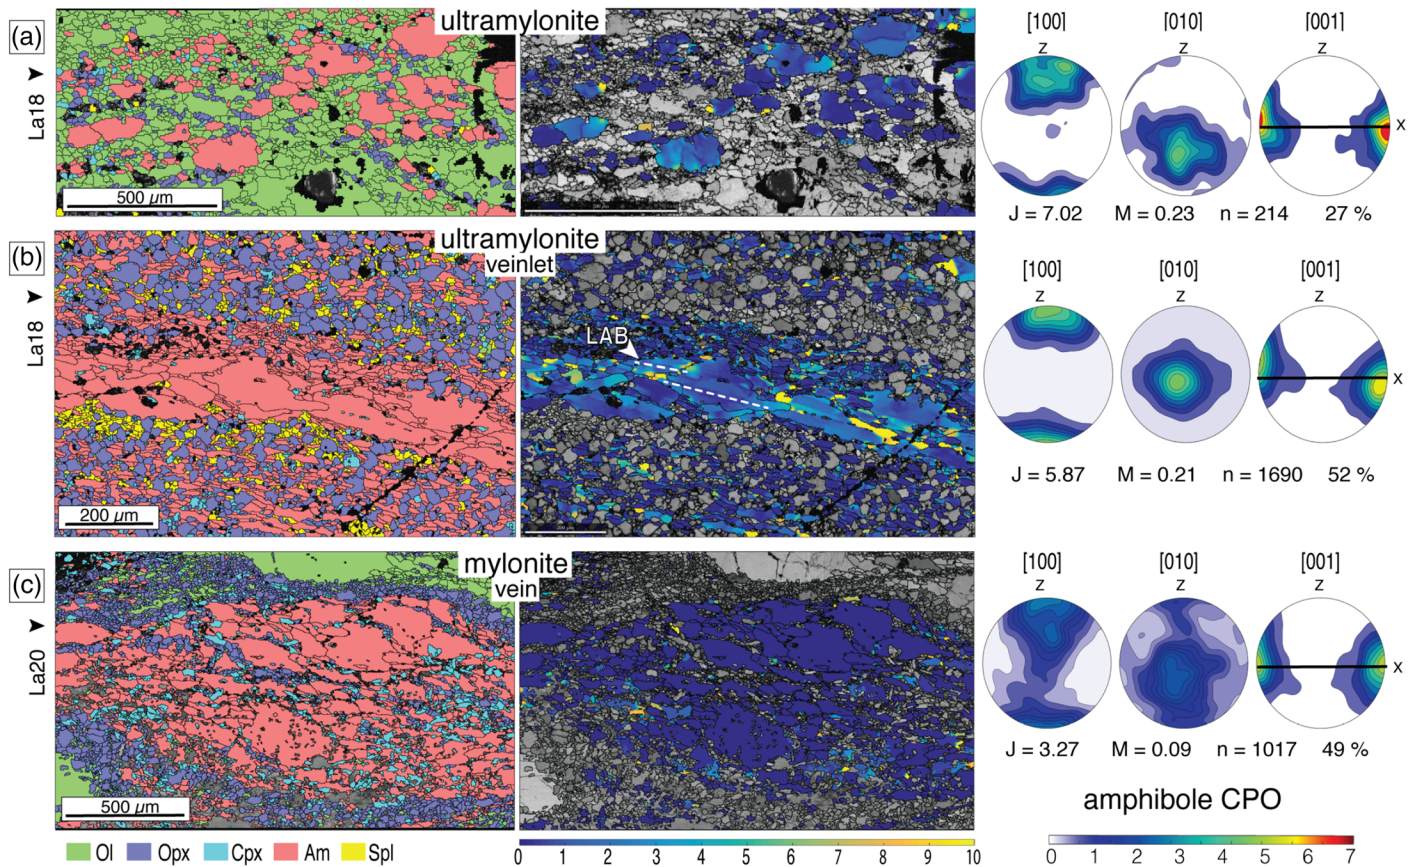 (a)
La18
ultramylonite
500 µm
[100] [010] [001]
z z
x
J = 7.02 M = 0.23 n = 214 27 %
(b)
La18
ultramylonite
veinlet
LAB
200 µm
[100] [010] [001]
z z
x
J = 5.87 M = 0.21 n = 1690 52 %
(c)
La20
mylonite
vein
500 µm
[100] [010] [001]
z z
x
J = 3.27 M = 0.09 n = 1017 49 %
amphibole CPO
Ol Opx Cpx Am Spl
0 1 2 3 4 5 6 7 8 9 10
0 1 2 3 4 5 6 7